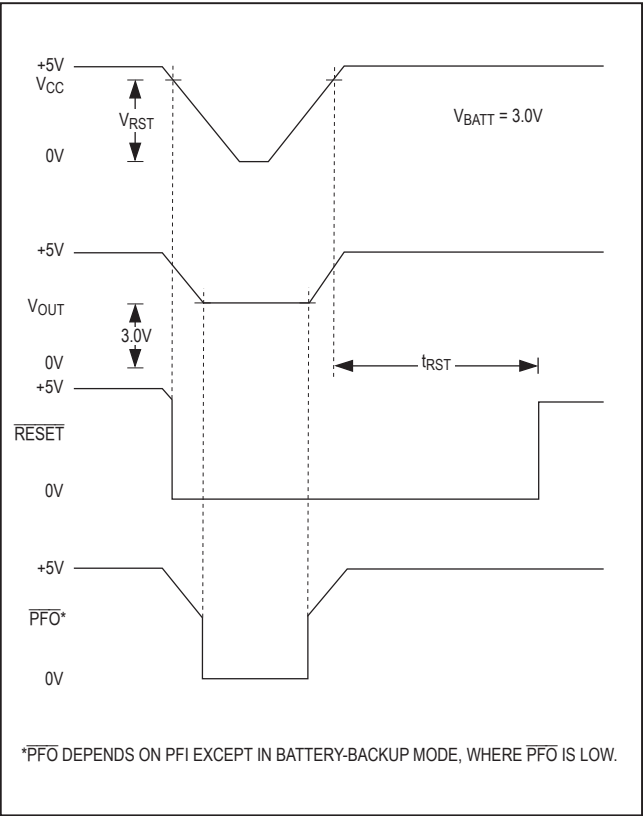 +5V
VCC
VRST
0V
VBATT = 3.0V
+5V
VOUT
3.0V
0V
tRST
+5V
RESET
0V
+5V
PFO*
0V
*PFO DEPENDS ON PFI EXCEPT IN BATTERY-BACKUP MODE, WHERE PFO IS LOW.